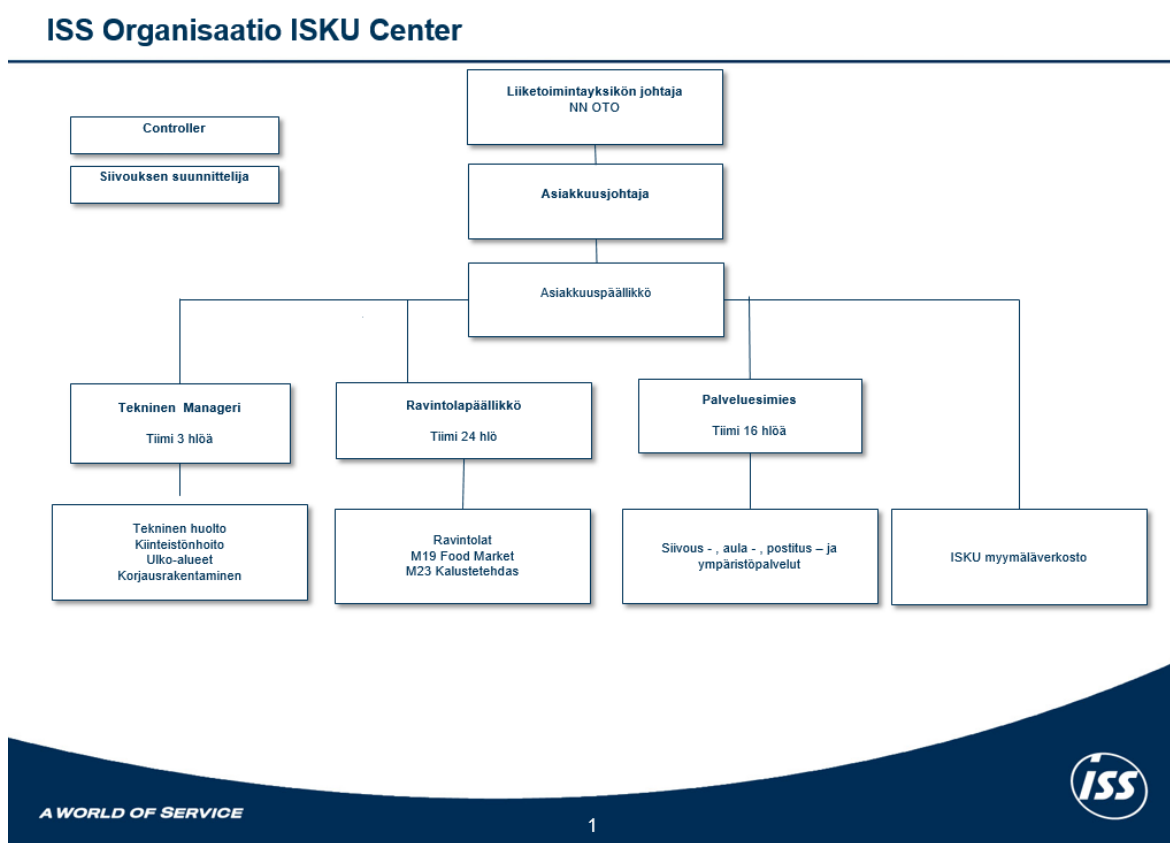 ISS Organisaatio ISKU Center
Liiketoimintayksikön johtaja
NN OTO
Controller
Siivouksen suunnittelija
Asiakkuusjohtaja
Asiakkuuspäällikkö
Tekninen Manageri
Tiimi 3 hlöä
Ravintolapäällikkö
Tiimi 24 hlö
Palveluesimies
Tiimi 16 hlöä
Tekninen huolto
Kiinteistönhoito
Ulko-alueet
Korjausrakentaminen
Ravintolat
M19 Food Market
M23 Kalustetehdas
Siivous - , aula - , postitus – ja
ympäristöpalvelut
ISKU myymäläverkosto
A WORLD OF SERVICE
1
ISS